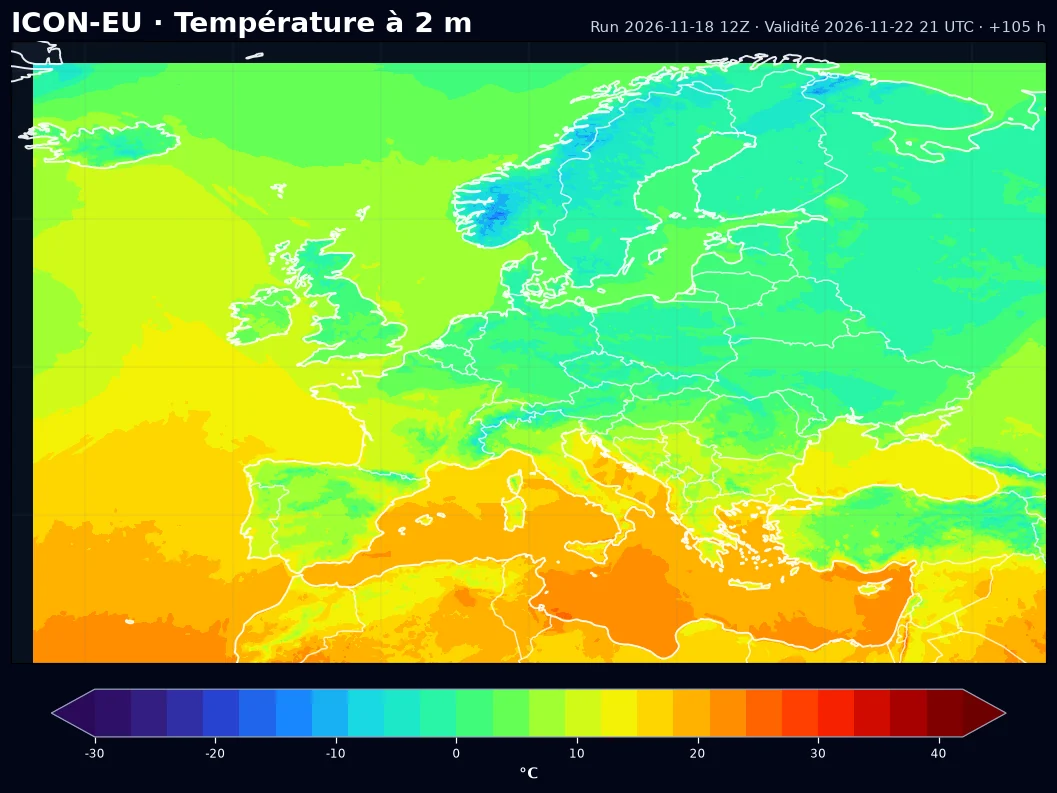 ICON-EU · Température à 2 m
Run 2026-11-18 12Z · Validité 2026-11-22 21 UTC · +105 h
-30 -20 -10 0 10 20 30 40
°C